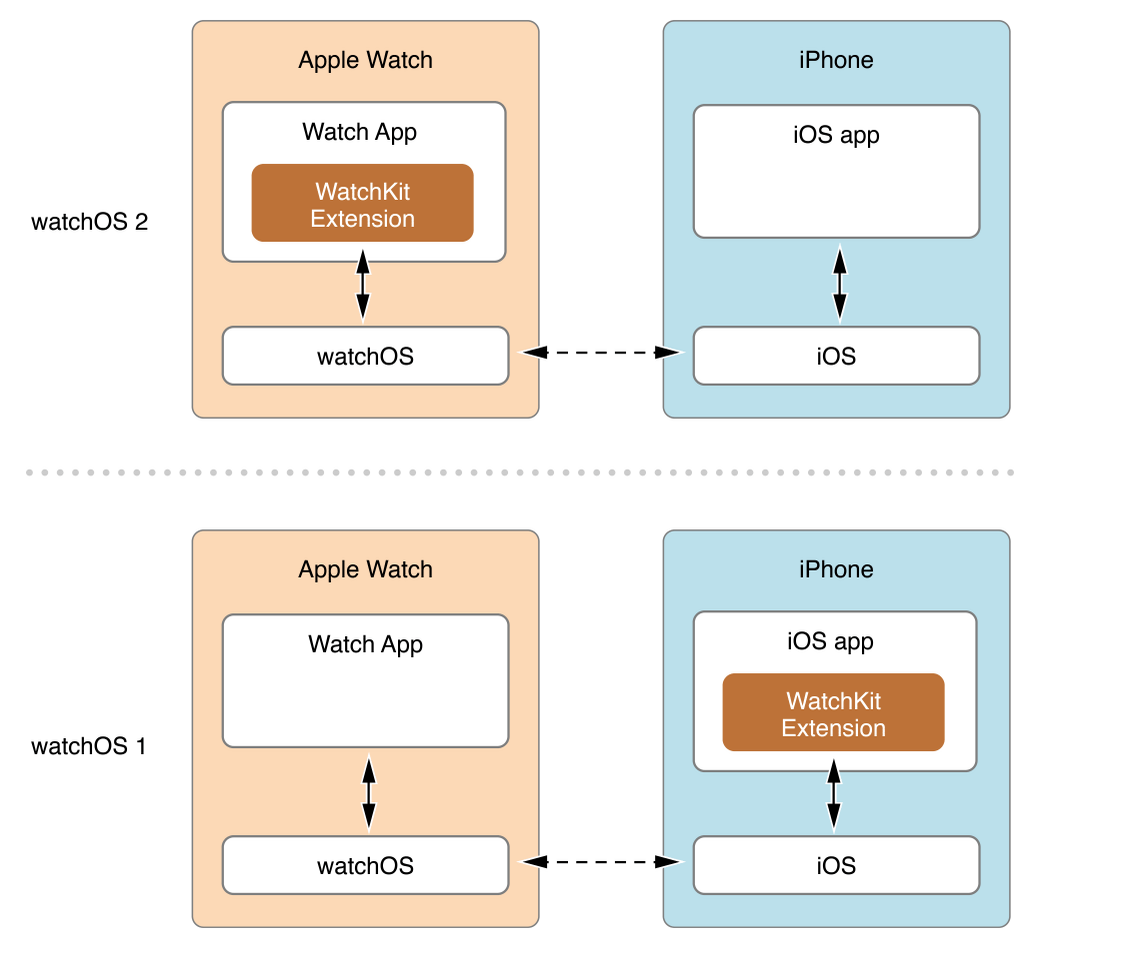 Apple Watch
iPhone
Watch App
iOS app
WatchKit
Extension
watchOS 2
watchOS
iOS
Apple Watch
iPhone
Watch App
iOS app
WatchKit
Extension
watchOS 1
watchOS
iOS